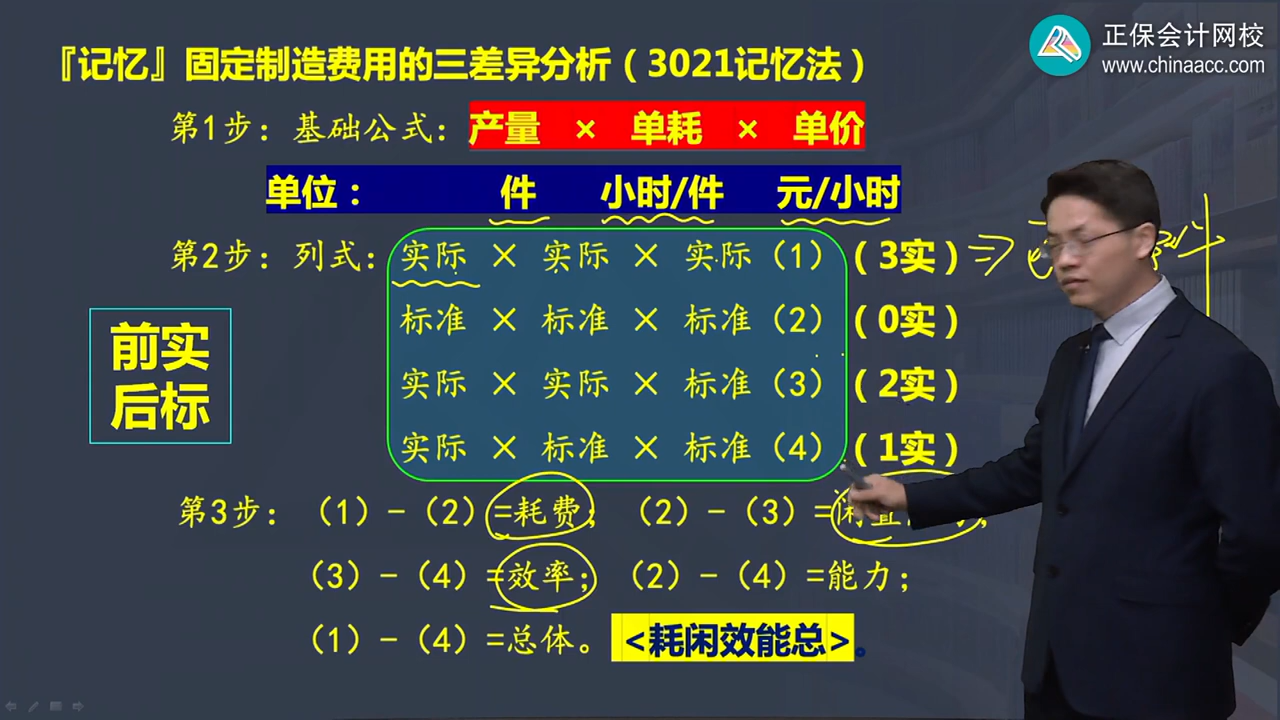 正保会计网校
www.chinaacc.com
『记忆』固定制造费用的三差异分析（3021记忆法）
第1步：基础公式：产量 × 单耗 × 单价
单位： 件 小时/件 元/小时
第2步：列式：实际 × 实际 × 实际（1）（3实）
标准 × 标准 × 标准（2）（0实）
实际 × 实际 × 标准（3）（2实）
实际 × 标准 × 标准（4）（1实）
前实
后标
第3步：（1）-（2）=耗费；（2）-（3）=闲置
（3）-（4）=效率；（2）-（4）=能力；
（1）-（4）=总体。<耗闲效能总>。